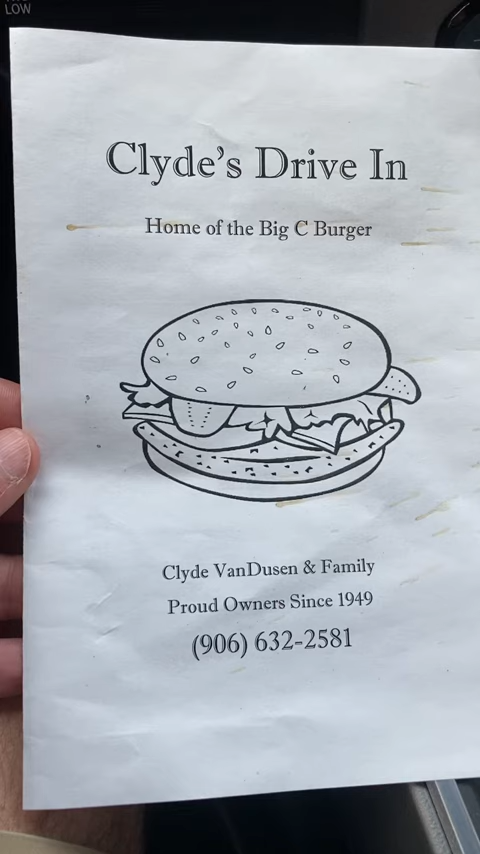 LOW
Clyde's Drive In
Home of the Big C Burger
Clyde VanDusen & Family
Proud Owners Since 1949
(906) 632-2581